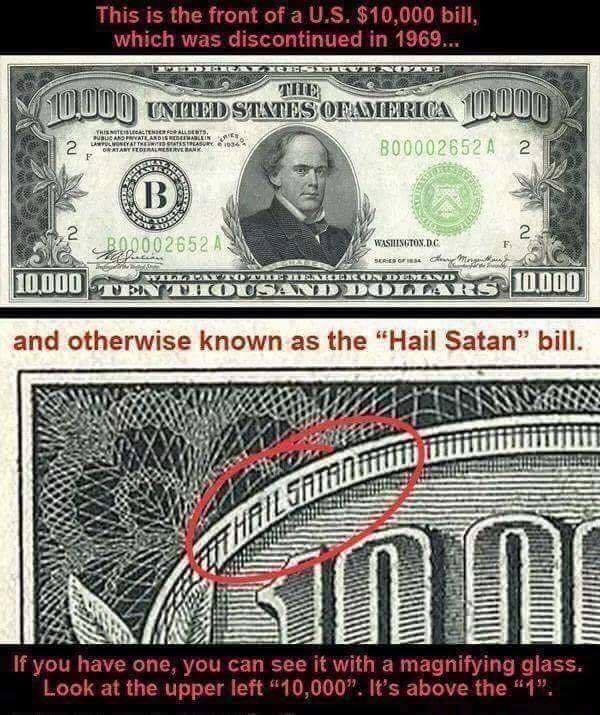 This is the front of a U.S. $10,000 bill,
which was discontinued in 1969...
FEDERAL RESERVE NOTE
THE
10,000 UNITED STATES OF AMERICA 10,000
THIS NOTE IS LEGAL TENDER FOR ALL DEBTS,
PUBLIC AND PRIVATE, AND IS REDEEMABLE IN
LAWFUL MONEY AT THE UNITED STATES TREASURY,
OR AT ANY FEDERAL RESERVE BANK
SERIES OF 1934
2
F
B00002652 A 2
B
2
WASHINGTON, D.C.
F
2
B00002652 A
SERIES OF 1934
CHASE
WILL PAY TO THE BEARER ON DEMAND
10,000 TEN THOUSAND DOLLARS 10,000
and otherwise known as the “Hail Satan” bill.
HAIL SATAN
100
If you have one, you can see it with a magnifying glass.
Look at the upper left “10,000”. It’s above the “1”.